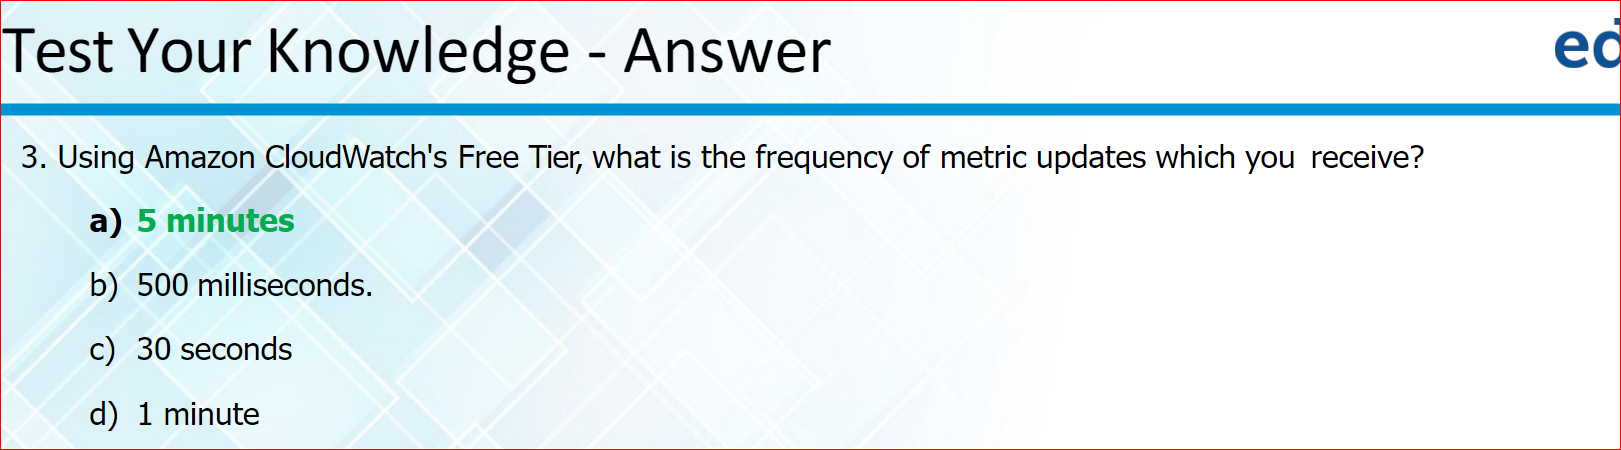 Test Your Knowledge - Answer
3. Using Amazon CloudWatch's Free Tier, what is the frequency of metric updates which you receive?
a) 5 minutes
b) 500 milliseconds.
c) 30 seconds
d) 1 minute